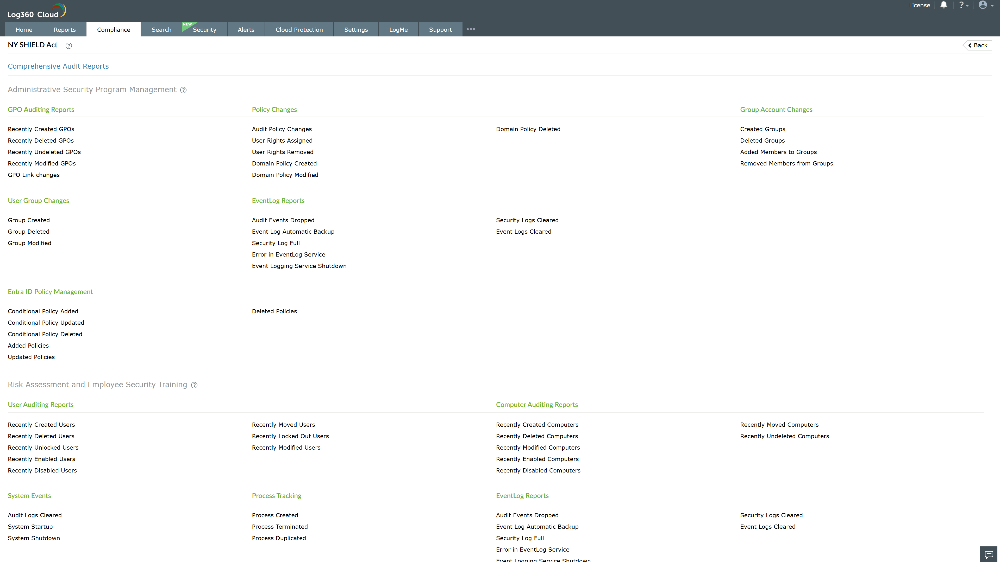 Log360 Cloud
License
?
Home
Reports
Compliance
Search
NEW
Security
Alerts
Cloud Protection
Settings
LogMe
Support
NY SHIELD Act
?
Back
Comprehensive Audit Reports
Administrative Security Program Management
?
GPO Auditing Reports
Recently Created GPOs
Recently Deleted GPOs
Recently Undeleted GPOs
Recently Modified GPOs
GPO Link changes
Policy Changes
Audit Policy Changes
User Rights Assigned
User Rights Removed
Domain Policy Created
Domain Policy Modified
Domain Policy Deleted
Group Account Changes
Created Groups
Deleted Groups
Added Members to Groups
Removed Members from Groups
User Group Changes
Group Created
Group Deleted
Group Modified
EventLog Reports
Audit Events Dropped
Event Log Automatic Backup
Security Log Full
Error in EventLog Service
Event Logging Service Shutdown
Security Logs Cleared
Event Logs Cleared
Entra ID Policy Management
Conditional Policy Added
Conditional Policy Updated
Conditional Policy Deleted
Added Policies
Updated Policies
Deleted Policies
Risk Assessment and Employee Security Training
?
User Auditing Reports
Recently Created Users
Recently Deleted Users
Recently Unlocked Users
Recently Enabled Users
Recently Disabled Users
Recently Moved Users
Recently Locked Out Users
Recently Modified Users
Computer Auditing Reports
Recently Created Computers
Recently Deleted Computers
Recently Modified Computers
Recently Enabled Computers
Recently Disabled Computers
Recently Moved Computers
Recently Undeleted Computers
System Events
Audit Logs Cleared
System Startup
System Shutdown
Process Tracking
Process Created
Process Terminated
Process Duplicated
EventLog Reports
Audit Events Dropped
Event Log Automatic Backup
Security Log Full
Error in EventLog Service
Event Logging Service Shutdown
Security Logs Cleared
Event Logs Cleared